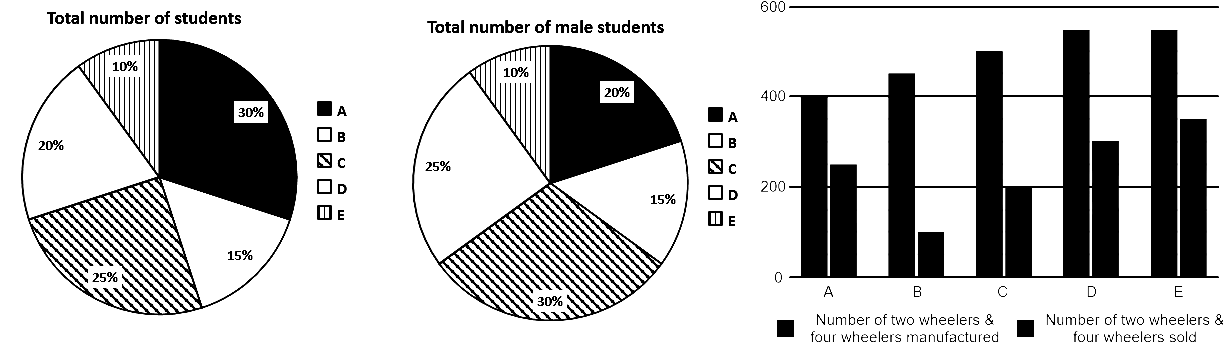 Total number of students
10%
30%
20%
15%
25%
A
B
C
D
E
Total number of male students
10%
20%
25%
15%
30%
A
B
C
D
E
600
400
200
0
A
B
C
D
E
Number of two wheelers &
four wheelers manufactured
Number of two wheelers &
four wheelers sold